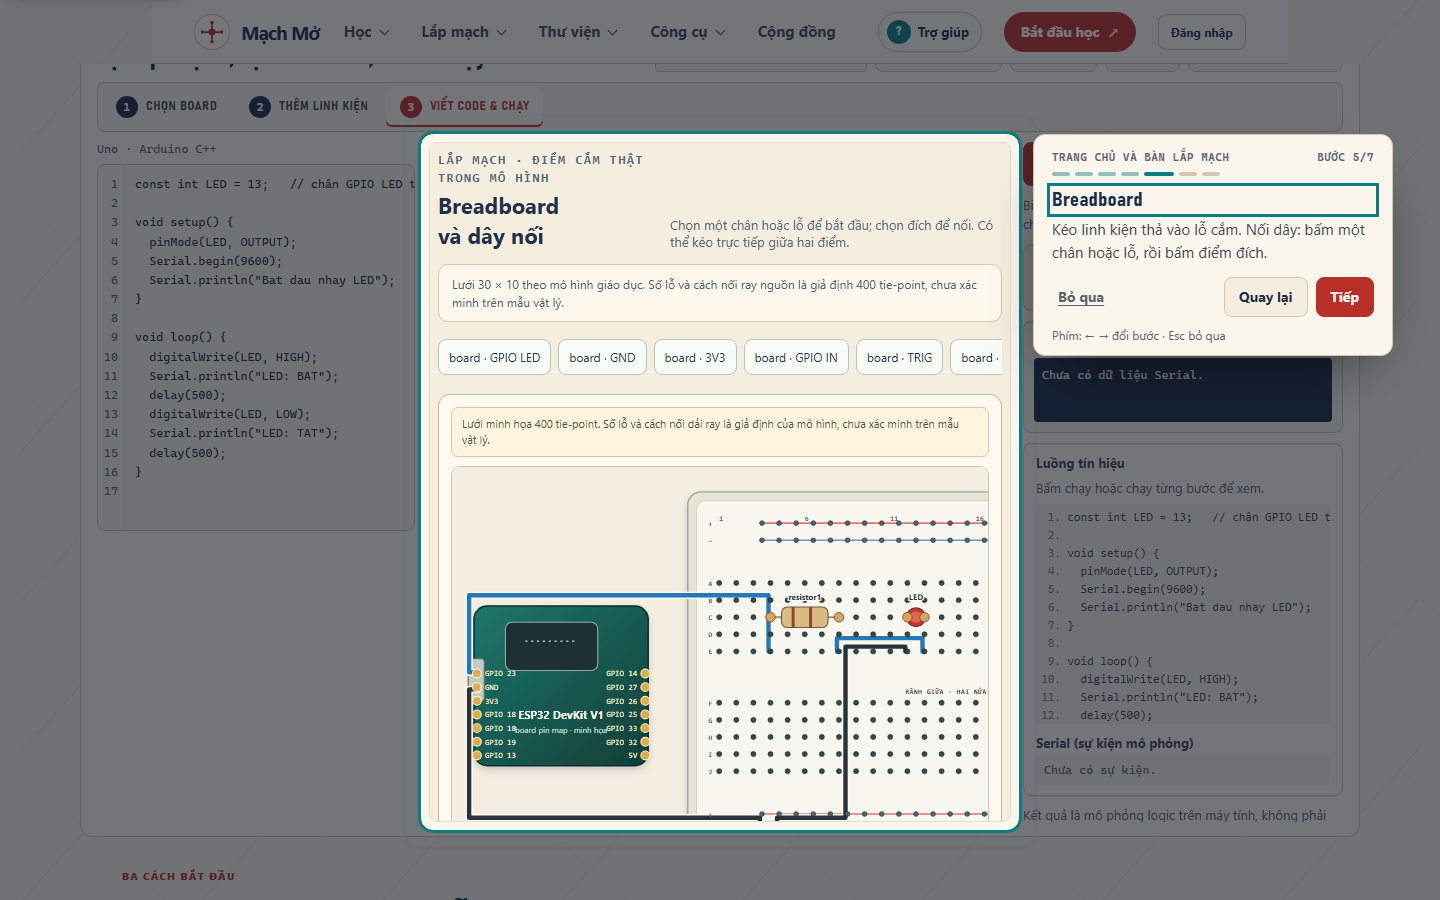 Mạch Mở
Học
Lắp mạch
Thư viện
Công cụ
Cộng đồng
? Trợ giúp
Bắt đầu học ↗
Đăng nhập
1 CHỌN BOARD
2 THÊM LINH KIỆN
3 VIẾT CODE & CHẠY
Uno · Arduino C++
1 const int LED = 13; // chân GPIO LED t
2
3 void setup() {
4 pinMode(LED, OUTPUT);
5 Serial.begin(9600);
6 Serial.println("Bat dau nhay LED");
7 }
8
9 void loop() {
10 digitalWrite(LED, HIGH);
11 Serial.println("LED: BAT");
12 delay(500);
13 digitalWrite(LED, LOW);
14 Serial.println("LED: TAT");
15 delay(500);
16 }
17
LẮP MẠCH · ĐIỂM CẮM THẬT
TRONG MÔ HÌNH
Breadboard
và dây nối
Chọn một chân hoặc lỗ để bắt đầu; chọn đích để nối. Có
thể kéo trực tiếp giữa hai điểm.
Lưới 30 × 10 theo mô hình giáo dục. Số lỗ và cách nối ray nguồn là giả định 400 tie-point, chưa xác
minh trên mẫu vật lý.
board · GPIO LED
board · GND
board · 3V3
board · GPIO IN
board · TRIG
board ·
Lưới minh họa 400 tie-point. Số lỗ và cách nối dải ray là giả định của mô hình, chưa xác minh trên mẫu
vật lý.
1 6 11 16
+
−
A
B
C
D
E
resistor1
LED
RÃNH GIỮA · HAI NỬA
F
G
H
I
J
GPIO 23
GND
3V3
GPIO 18
GPIO 18
GPIO 19
GPIO 13
ESP32 DevKit V1
board pin map · minh họa
GPIO 14
GPIO 27
GPIO 26
GPIO 25
GPIO 33
GPIO 32
5V
TRANG CHỦ VÀ BÀN LẮP MẠCH
BƯỚC 5/7
Breadboard
Kéo linh kiện thả vào lỗ cắm. Nối dây: bấm một
chân hoặc lỗ, rồi bấm điểm đích.
Bỏ qua
Quay lại
Tiếp
Phím: ← → đổi bước · Esc bỏ qua
Chưa có dữ liệu Serial.
Luồng tín hiệu
Bấm chạy hoặc chạy từng bước để xem.
1. const int LED = 13; // chân GPIO LED t
2.
3. void setup() {
4. pinMode(LED, OUTPUT);
5. Serial.begin(9600);
6. Serial.println("Bat dau nhay LED");
7. }
8.
9. void loop() {
10. digitalWrite(LED, HIGH);
11. Serial.println("LED: BAT");
12. delay(500);
Serial (sự kiện mô phỏng)
Chưa có sự kiện.
Kết quả là mô phỏng logic trên máy tính, không phải
BA CÁCH BẮT ĐẦU